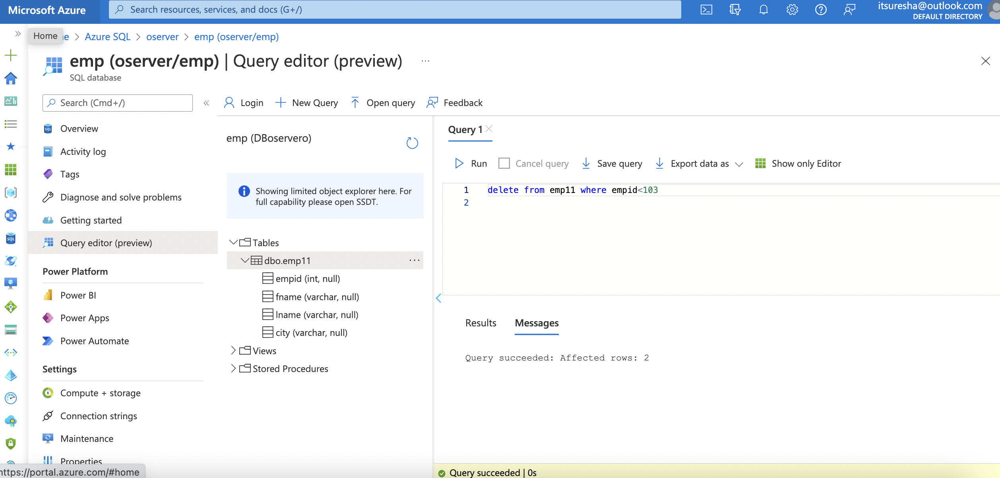 Microsoft Azure
Search resources, services, and docs (G+/)
itsuresha@outlook.com
DEFAULT DIRECTORY
Home
e > Azure SQL > oserver > emp (oserver/emp)
emp (oserver/emp) | Query editor (preview) ...
SQL database
Search (Cmd+/)
«
Login
New Query
Open query
Feedback
Overview
Activity log
Tags
Diagnose and solve problems
Getting started
Query editor (preview)
Power Platform
Power BI
Power Apps
Power Automate
Settings
Compute + storage
Connection strings
Maintenance
Properties
https://portal.azure.com/#home
emp (DBoservero)
Showing limited object explorer here. For
full capability please open SSDT.
Tables
dbo.emp11 ...
empid (int, null)
fname (varchar, null)
lname (varchar, null)
city (varchar, null)
Views
Stored Procedures
Query 1
Run
Cancel query
Save query
Export data as
Show only Editor
1 delete from emp11 where empid<103
2
Results
Messages
Query succeeded: Affected rows: 2
Query succeeded | 0s